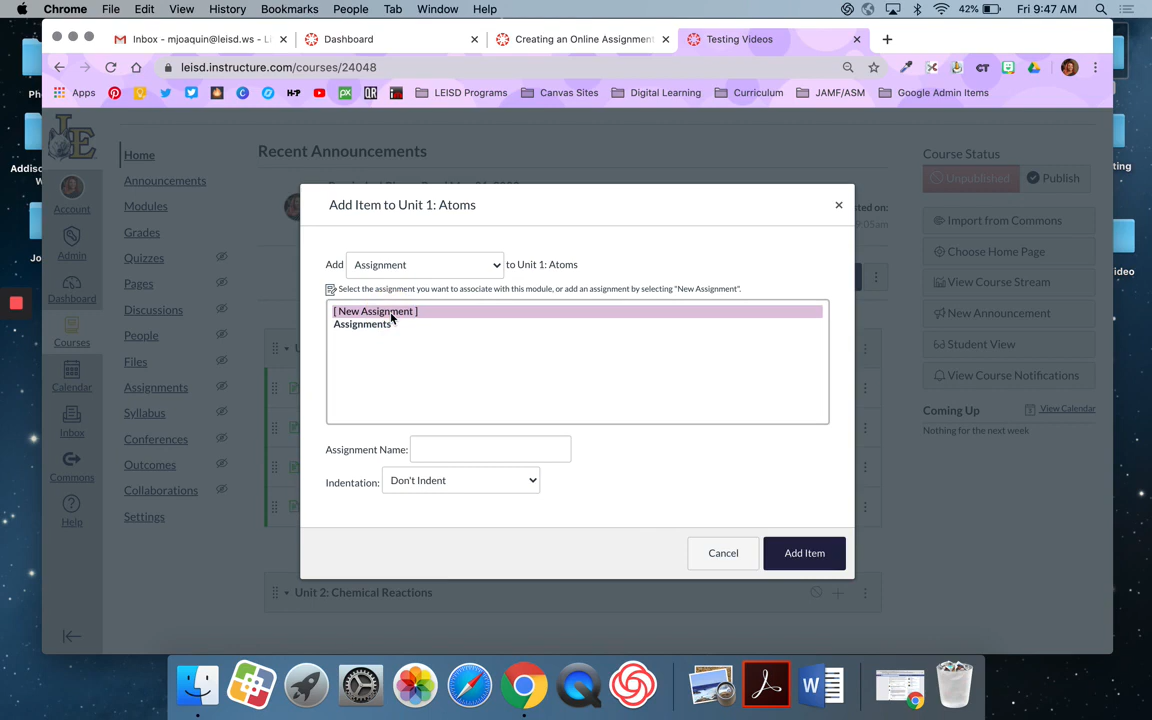 Chrome File Edit View History Bookmarks People Tab Window Help 42% Fri 9:47 AM
Inbox - mjoaquin@leisd.ws - L Dashboard Creating an Online Assignment Testing Videos
leisd.instructure.com/courses/24048
Apps LEISD Programs Canvas Sites Digital Learning Curriculum JAMF/ASM Google Admin Items
Account
Admin
Dashboard
Courses
Calendar
Inbox
Commons
Help
Home
Announcements
Modules
Grades
Quizzes
Pages
Discussions
People
Files
Assignments
Syllabus
Conferences
Outcomes
Collaborations
Settings
Recent Announcements
Add Item to Unit 1: Atoms
Add Assignment to Unit 1: Atoms
Select the assignment you want to associate with this module, or add an assignment by selecting "New Assignment".
[ New Assignment ]
Assignments
Assignment Name:
Indentation: Don't Indent
Cancel Add Item
Unit 2: Chemical Reactions
Course Status
Unpublished Publish
Import from Commons
Choose Home Page
View Course Stream
New Announcement
Student View
View Course Notifications
Coming Up View Calendar
Nothing for the next week